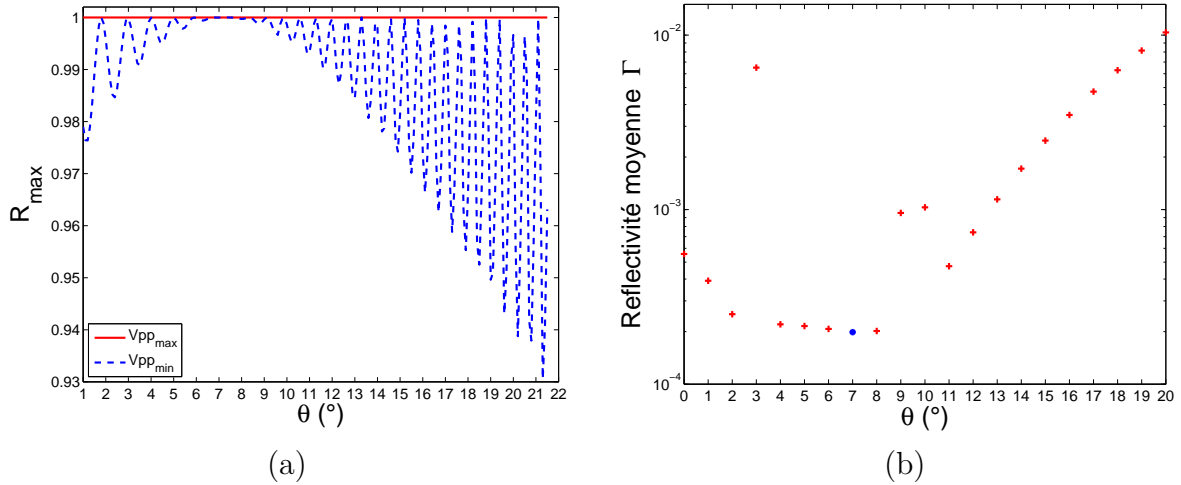 1
0.99
0.98
0.97
0.96
0.95
0.94
0.93
R_max
Vpp_max
Vpp_min
1 2 3 4 5 6 7 8 9 10 11 12 13 14 15 16 17 18 19 20 21 22
θ (°)
(a)
10^−2
10^−3
10^−4
Reflectivité moyenne Γ
0 1 2 3 4 5 6 7 8 9 10 11 12 13 14 15 16 17 18 19 20
θ (°)
(b)